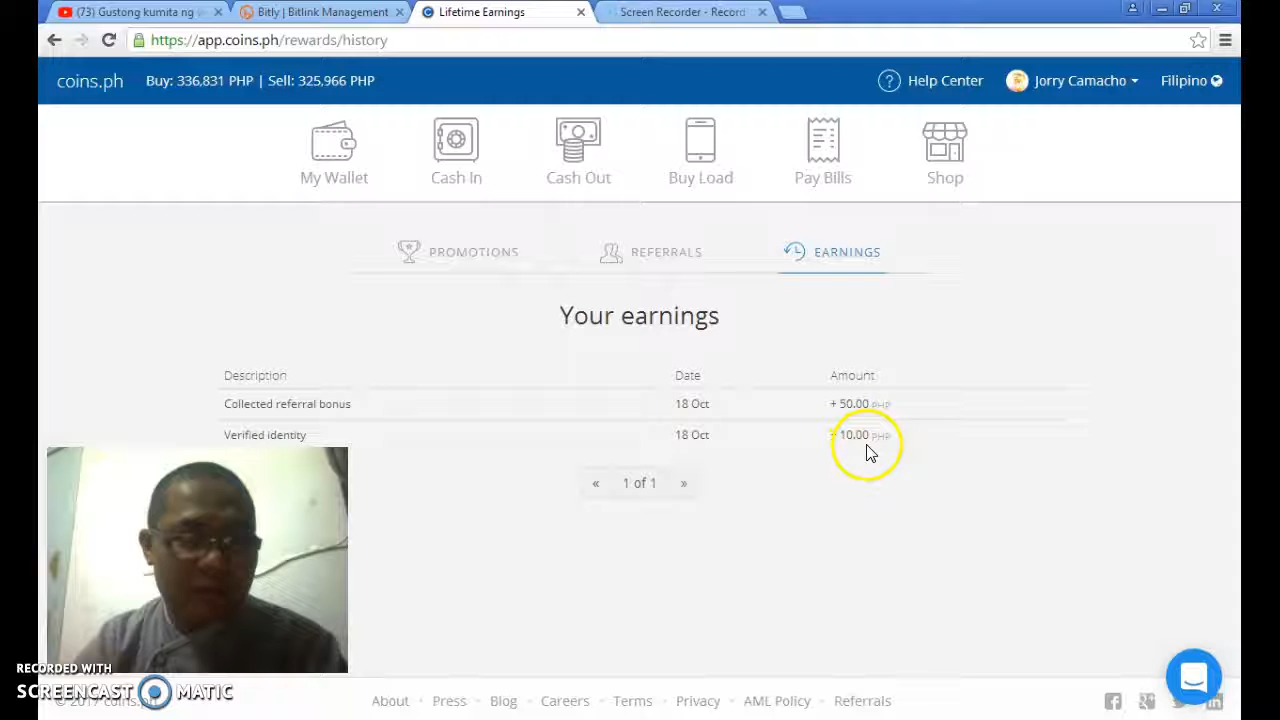 (73) Gustong kumita ng
Bitly | Bitlink Management
Lifetime Earnings
Screen Recorder - Record
https://app.coins.ph/rewards/history
coins.ph
Buy: 336,831 PHP | Sell: 325,966 PHP
Help Center
Jorry Camacho
Filipino
My Wallet
Cash In
Cash Out
Buy Load
Pay Bills
Shop
PROMOTIONS
REFERRALS
EARNINGS
Your earnings
Description Date Amount
Collected referral bonus 18 Oct + 50.00 PHP
Verified identity 18 Oct + 10.00 PHP
« 1 of 1 »
RECORDED WITH
SCREENCAST MATIC
© 2017 coins.ph
About · Press · Blog · Careers · Terms · Privacy · AML Policy · Referrals